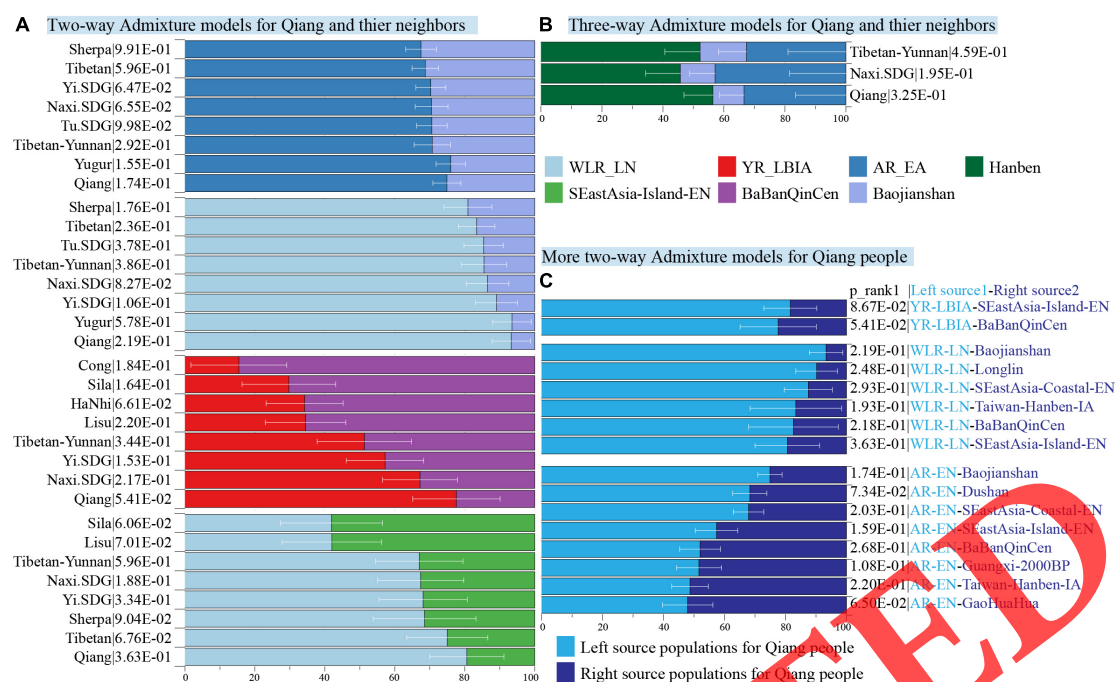 A Two-way Admixture models for Qiang and thier neighbors
Sherpa|9.91E-01
Tibetan|5.96E-01
Yi.SDG|6.47E-02
Naxi.SDG|6.55E-02
Tu.SDG|9.98E-02
Tibetan-Yunnan|2.92E-01
Yugur|1.55E-01
Qiang|1.74E-01
Sherpa|1.76E-01
Tibetan|2.36E-01
Tu.SDG|3.78E-01
Tibetan-Yunnan|3.86E-01
Naxi.SDG|8.27E-02
Yi.SDG|1.06E-01
Yugur|5.78E-01
Qiang|2.19E-01
Cong|1.84E-01
Sila|1.64E-01
HaNhi|6.61E-02
Lisu|2.20E-01
Tibetan-Yunnan|3.44E-01
Yi.SDG|1.53E-01
Naxi.SDG|2.17E-01
Qiang|5.41E-02
Sila|6.06E-02
Lisu|7.01E-02
Tibetan-Yunnan|5.96E-01
Naxi.SDG|1.88E-01
Yi.SDG|3.34E-01
Sherpa|9.04E-02
Tibetan|6.76E-02
Qiang|3.63E-01
0 20 40 60 80 100
B Three-way Admixture models for Qiang and thier neighbors
Tibetan-Yunnan|4.59E-01
Naxi.SDG|1.95E-01
Qiang|3.25E-01
0 20 40 60 80 100
WLR_LN YR_LBIA AR_EA Hanben
SEastAsia-Island-EN BaBanQinCen Baojianshan
More two-way Admixture models for Qiang people
C
p_rank1 |Left source1-Right source2
8.67E-02|YR-LBIA-SEastAsia-Island-EN
5.41E-02|YR-LBIA-BaBanQinCen
2.19E-01|WLR-LN-Baojianshan
2.48E-01|WLR-LN-Longlin
2.93E-01|WLR-LN-SEastAsia-Coastal-EN
1.93E-01|WLR-LN-Taiwan-Hanben-IA
2.18E-01|WLR-LN-BaBanQinCen
3.63E-01|WLR-LN-SEastAsia-Island-EN
1.74E-01|AR-EN-Baojianshan
7.34E-02|AR-EN-Dushan
2.03E-01|AR-EN-SEastAsia-Coastal-EN
1.59E-01|AR-EN-SEastAsia-Island-EN
2.68E-01|AR-EN-BaBanQinCen
1.08E-01|AR-EN-Guangxi-2000BP
2.20E-01|AR-EN-Taiwan-Hanben-IA
6.50E-02|AR-EN-GaoHuaHua
0 20 40 60 80 100
Left source populations for Qiang people
Right source populations for Qiang people